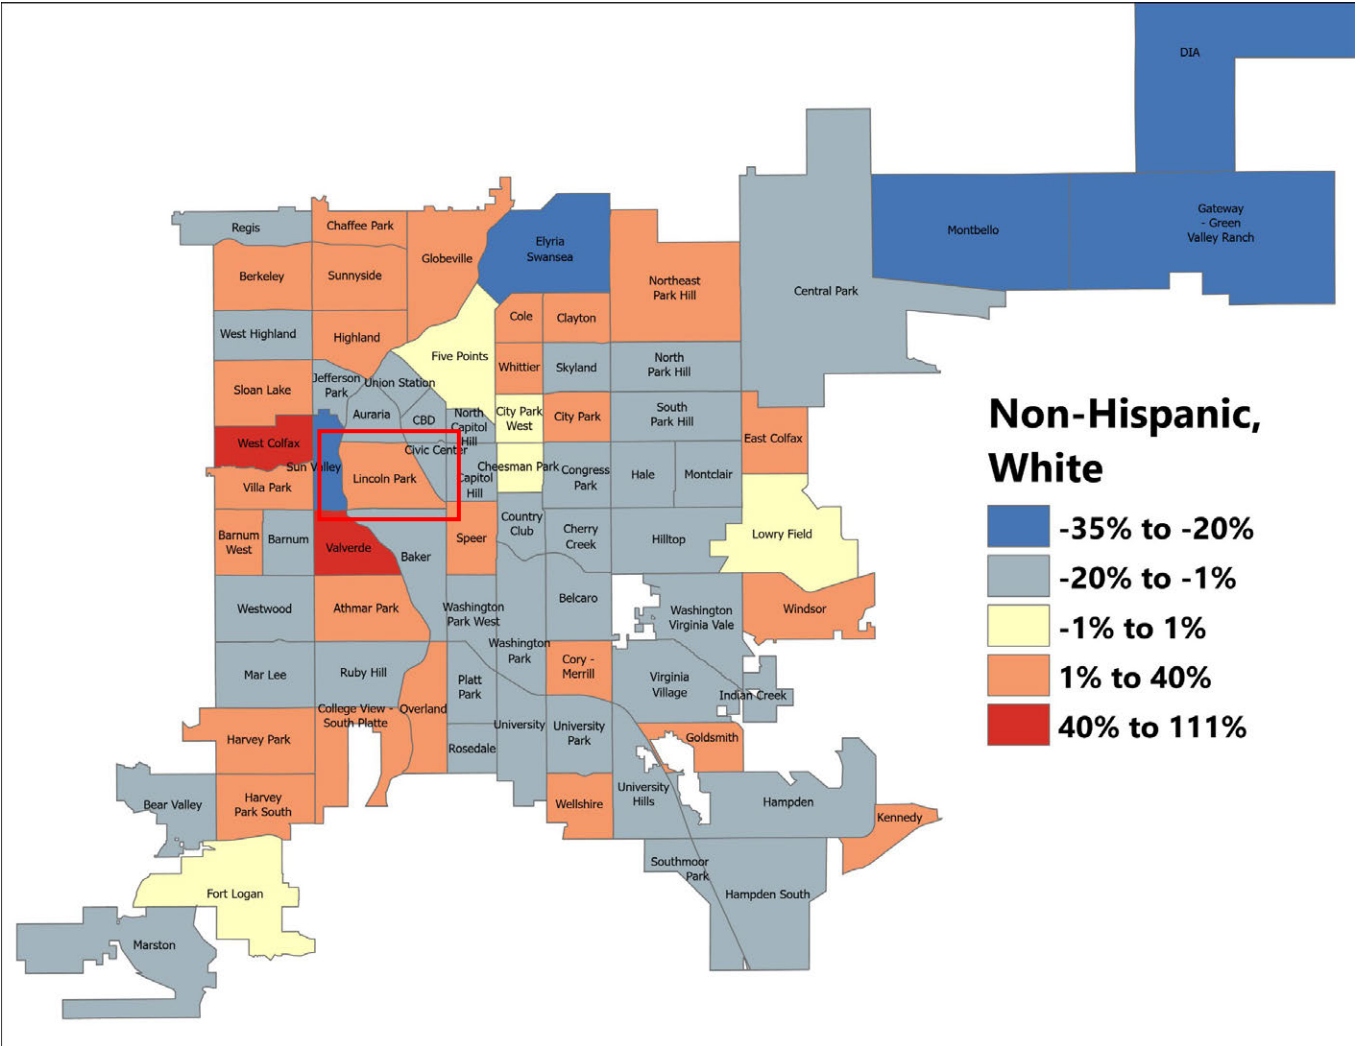 DIA
Gateway
- Green
Valley Ranch
Montbello
Regis
Chaffee Park
Elyria
Swansea
Globeville
Berkeley
Sunnyside
Northeast
Park Hill
Central Park
Cole
Clayton
West Highland
Highland
Five Points
Whittier
Skyland
North
Park Hill
Sloan Lake
Jefferson
Park
Union Station
Auraria
CBD
North
Capitol
Hill
City Park
West
City Park
South
Park Hill
East Colfax
West Colfax
Sun Valley
Civic Center
Lincoln Park
Capitol
Hill
Cheesman Park
Congress
Park
Hale
Montclair
Villa Park
Barnum
West
Barnum
Valverde
Baker
Speer
Country
Club
Cherry
Creek
Hilltop
Lowry Field
Westwood
Athmar Park
Washington
Park West
Belcaro
Washington
Virginia Vale
Windsor
Washington
Park
Mar Lee
Ruby Hill
Platt
Park
Cory -
Merrill
Virginia
Village
Indian Creek
College View -
South Platte
Overland
Harvey Park
Rosedale
University
University
Park
Goldsmith
Bear Valley
Harvey
Park South
Wellshire
University
Hills
Hampden
Kennedy
Southmoor
Park
Hampden South
Fort Logan
Marston
Non-Hispanic,
White
-35% to -20%
-20% to -1%
-1% to 1%
1% to 40%
40% to 111%